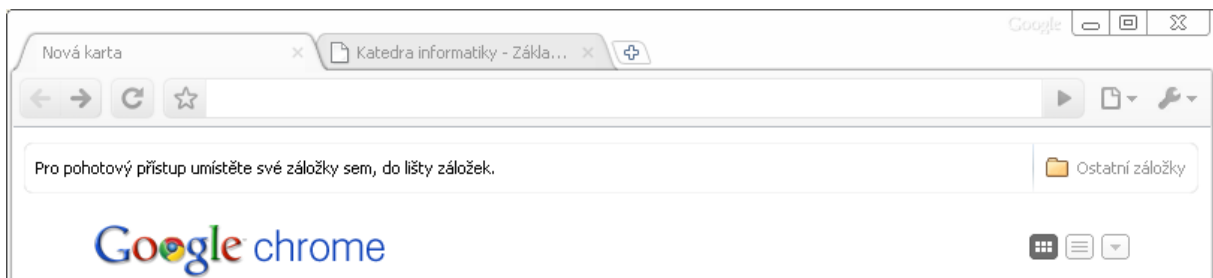 Google
Nová karta
Katedra informatiky - Zákla...
Pro pohotový přístup umístěte své záložky sem, do lišty záložek.
Ostatní záložky
Google chrome